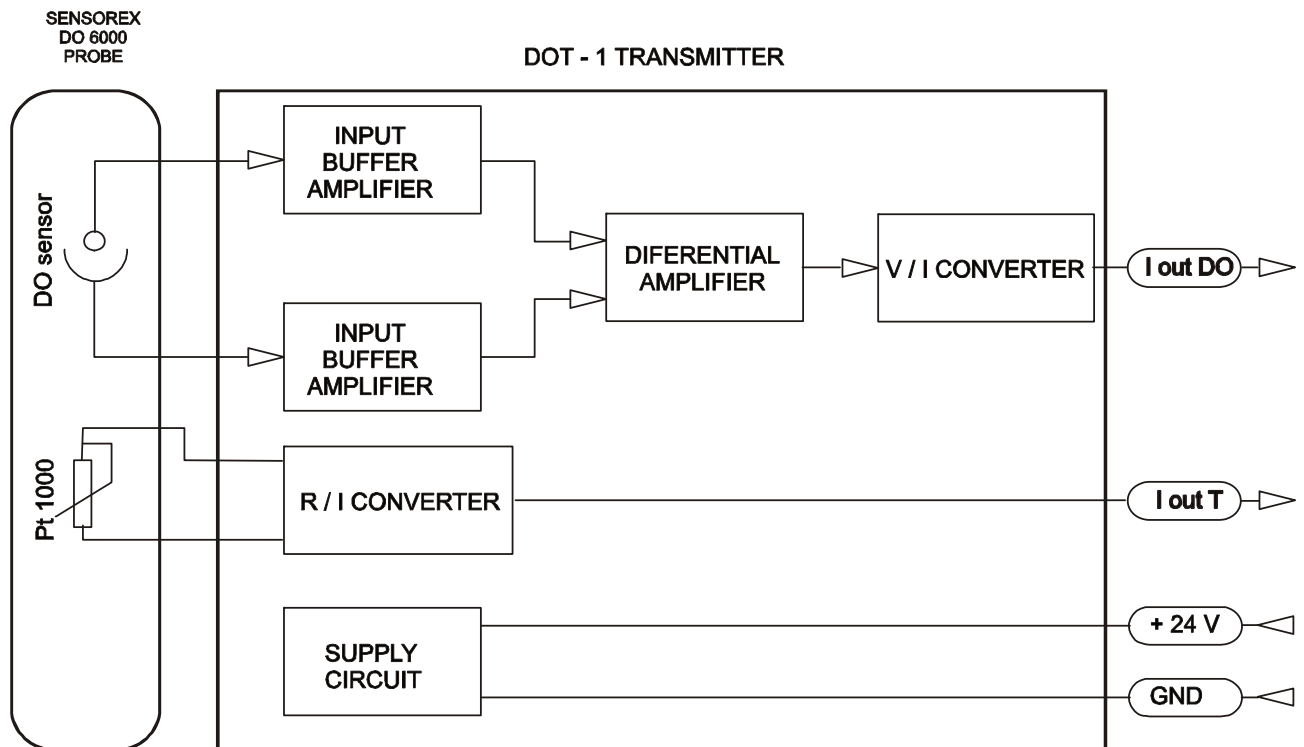 SENSOREX
DO 6000
PROBE
DOT - 1 TRANSMITTER
DO sensor
Pt 1000
INPUT
BUFFER
AMPLIFIER
INPUT
BUFFER
AMPLIFIER
DIFERENTIAL
AMPLIFIER
V / I CONVERTER
I out DO
R / I CONVERTER
I out T
SUPPLY
CIRCUIT
+ 24 V
GND